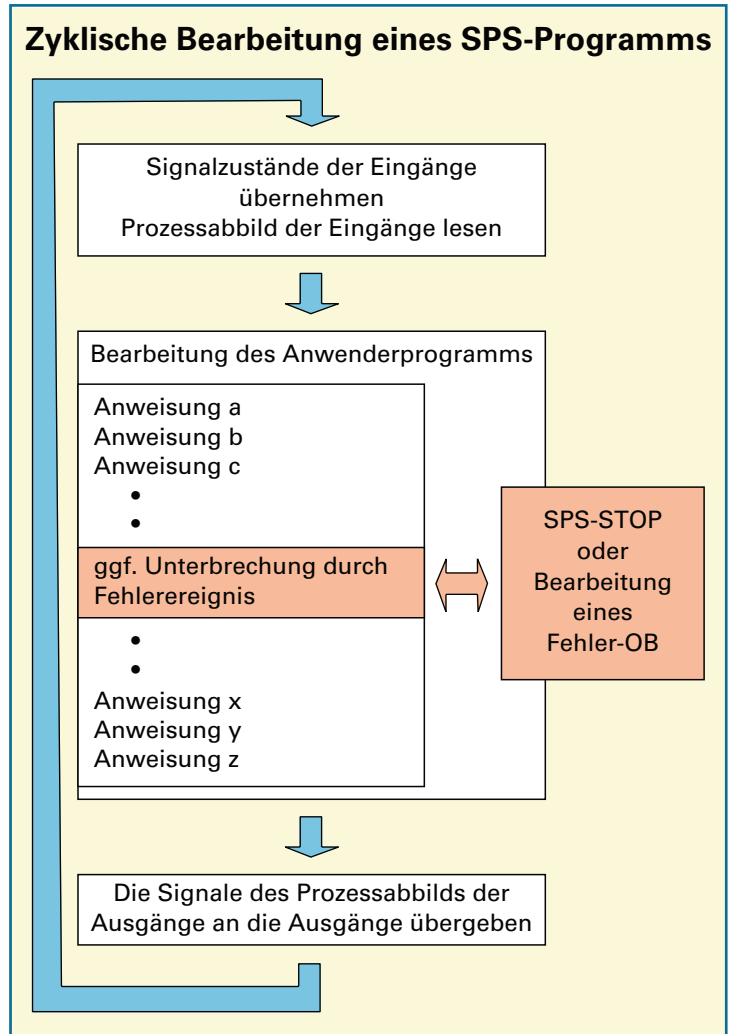 Zyklische Bearbeitung eines SPS-Programms
Signalzustände der Eingänge
übernehmen
Prozessabbild der Eingänge lesen
Bearbeitung des Anwenderprogramms
Anweisung a
Anweisung b
Anweisung c
•
•
ggf. Unterbrechung durch
Fehlerereignis
•
•
Anweisung x
Anweisung y
Anweisung z
SPS-STOP
oder
Bearbeitung
eines
Fehler-OB
Die Signale des Prozessabbilds der
Ausgänge an die Ausgänge übergeben